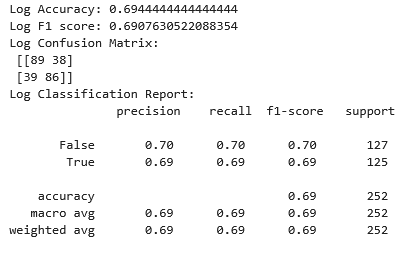 Log Accuracy: 0.6944444444444444
Log F1 score: 0.6907630522088354
Log Confusion Matrix:
[[89 38]
[39 86]]
Log Classification Report:
precision recall f1-score support
False 0.70 0.70 0.70 127
True 0.69 0.69 0.69 125
accuracy 0.69 252
macro avg 0.69 0.69 0.69 252
weighted avg 0.69 0.69 0.69 252